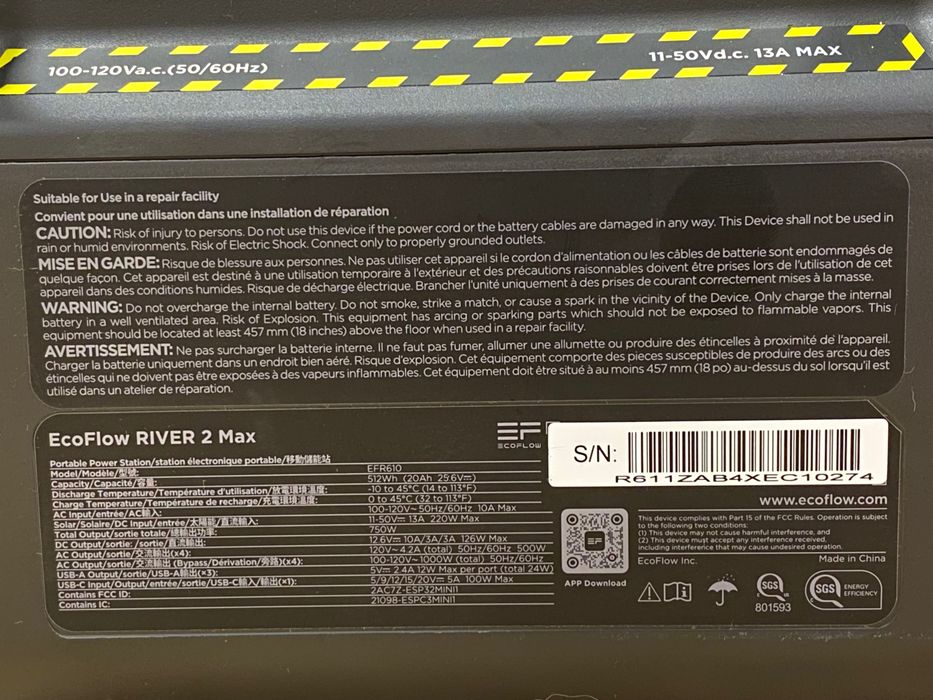 100-120Va.c.(50/60Hz)
11-50Vd.c. 13A MAX
Suitable for Use in a repair facility
Convient pour une utilisation dans une installation de réparation
CAUTION: Risk of injury to persons. Do not use this device if the power cord or the battery cables are damaged in any way. This Device shall not be used in
rain or humid environments. Risk of Electric Shock. Connect only to properly grounded outlets.
MISE EN GARDE: Risque de blessure aux personnes. Ne pas utiliser cet appareil si le cordon d'alimentation ou les câbles de batterie sont endommagés de
quelque façon. Cet appareil est destiné à une utilisation temporaire à l'extérieur et des précautions raisonnables doivent être prises lors de l'utilisation de cet
appareil dans des conditions humides. Risque de décharge électrique. Brancher l'unité uniquement à des prises de courant correctement mises à la masse.
WARNING: Do not overcharge the internal battery. Do not smoke, strike a match, or cause a spark in the vicinity of the Device. Only charge the internal
battery in a well ventilated area. Risk of Explosion. This equipment has arcing or sparking parts which should not be exposed to flammable vapors. This
equipment should be located at least 457 mm (18 inches) above the floor when used in a repair facility.
AVERTISSEMENT: Ne pas surcharger la batterie interne. Il ne faut pas fumer, allumer une allumette ou produire des étincelles à proximité de l'appareil.
Charger la batterie uniquement dans un endroit bien aéré. Risque d'explosion. Cet équipement comporte des pieces susceptibles de produire des arcs ou des
étincelles qui ne doivent pas être exposées à des vapeurs inflammables. Cet équipement doit être situé à au moins 457 mm (18 po) au-dessus du sol lorsqu'il est
utilisé dans un atelier de réparation.
EcoFlow RIVER 2 Max
EF
ECOFLOW
Portable Power Station/station électronique portable/移動儲能站
Model/Modèle/型號: EFR610
Capacity/Capacité/容量: 512Wh (20Ah 25.6V⎓)
Discharge Temperature/Température d'utilisation/放電環境溫度: -10 to 45°C (14 to 113°F)
Charge Temperature/Température de recharge/充電環境溫度: 0 to 45°C (32 to 113°F)
AC Input/entrée/AC輸入: 100-120V~50Hz/60Hz 10A Max
Solar/Solaire/DC Input/entrée/太陽能/直流輸入: 11-50V⎓ 13A 220W Max
Total Output/sortie totale/總輸出功率: 750W
DC Output/sortie/直流輸出: 12.6V⎓ 10A/3A/3A 126W Max
AC Output/sortie/交流輸出(x4): 120V~4.2A (total) 50Hz/60Hz 500W
AC Output/sortie/交流輸出 (Bypass/Dérivation/旁路)(x4): 100-120V~ 1000W (total) 50Hz/60Hz
USB-A Output/sortie/USB-A輸出(×3): 5V⎓ 2.4A 12W Max per port (total 24W)
USB-C Input/Output/entrée/sortie/USB-C輸入/輸出(×1): 5/9/12/15/20V⎓ 5A 100W Max
Contains FCC ID: 2AC7Z-ESP32MINI1
Contains IC: 21098-ESPC3MINI1
S/N:
R611ZAB4XEC10274
www.ecoflow.com
This device complies with Part 15 of the FCC Rules. Operation is subject
to the following two conditions:
(1) This device may not cause harmful interference, and
(2) This device must accept any interference received,
including interference that may cause undesired operation.
EcoFlow Inc.
Made in China
EF
APP Download
SGS
801593
SGS
ENERGY
EFFICIENCY